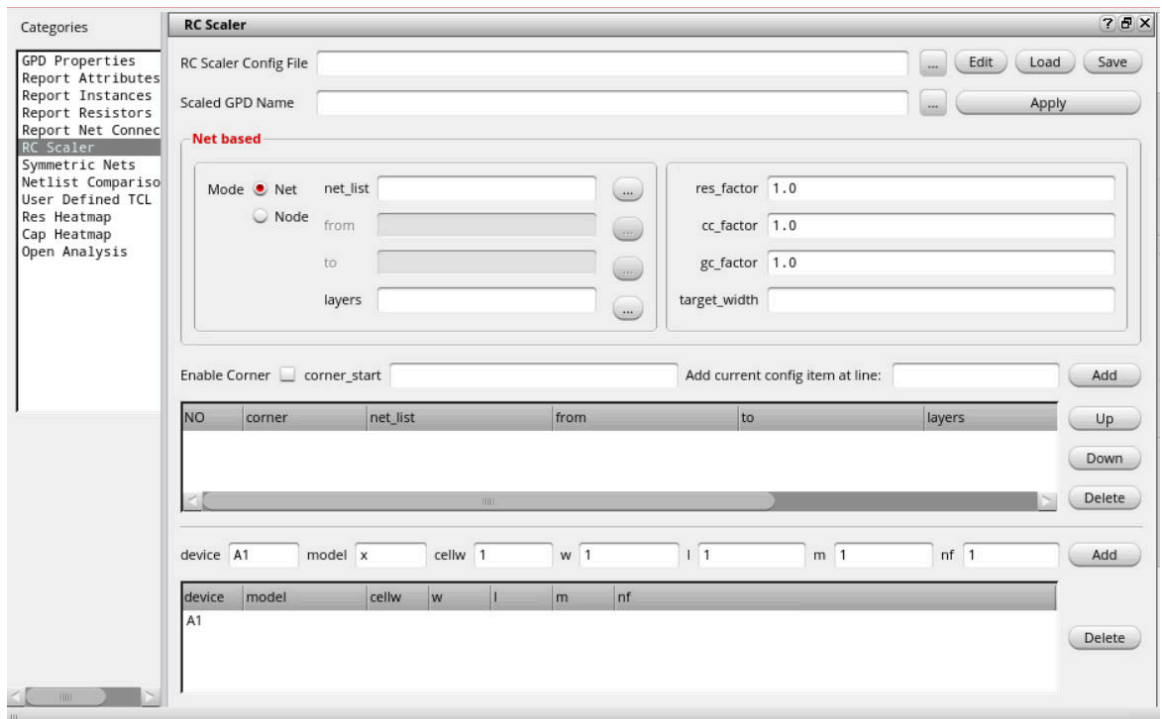 Categories
GPD Properties
Report Attributes
Report Instances
Report Resistors
Report Net Connec
RC Scaler
Symmetric Nets
Netlist Compariso
User Defined TCL
Res Heatmap
Cap Heatmap
Open Analysis
RC Scaler
RC Scaler Config File ... Edit Load Save
Scaled GPD Name ... Apply
Net based
Mode Net net_list ... res_factor 1.0
Node from ... cc_factor 1.0
to ... gc_factor 1.0
layers ... target_width
Enable Corner corner_start Add current config item at line: Add
NO corner net_list from to layers Up
Down
Delete
device A1 model x cellw 1 w 1 l 1 m 1 nf 1 Add
device model cellw w l m nf
A1
Delete